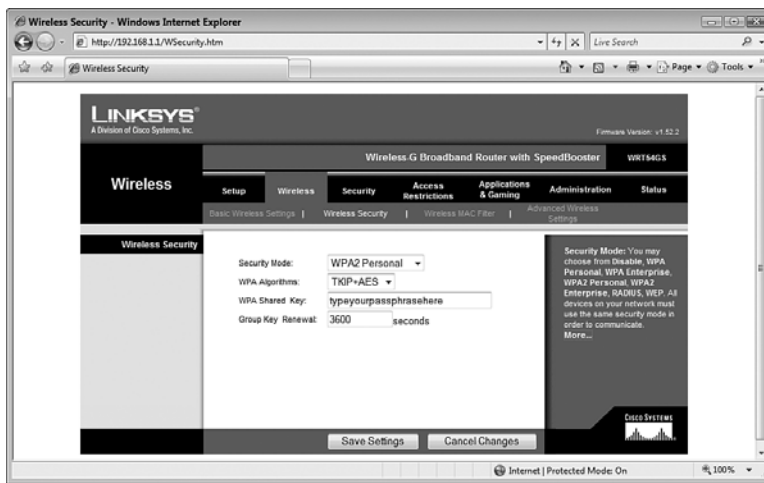 Wireless Security - Windows Internet Explorer
http://192.168.1.1/WSecurity.htm
Live Search
Wireless Security
Page
Tools
LINKSYS®
A Division of Cisco Systems, Inc.
Firmware Version: v1.52.2
Wireless-G Broadband Router with SpeedBooster
WRT54GS
Wireless
Setup
Wireless
Security
Access Restrictions
Applications & Gaming
Administration
Status
Basic Wireless Settings |
Wireless Security |
Wireless MAC Filter |
Advanced Wireless Settings
Wireless Security
Security Mode: WPA2 Personal
WPA Algorithms: TKIP+AES
WPA Shared Key: typeyourpassphrasehere
Group Key Renewal: 3600 seconds
Security Mode: You may
choose from Disable, WPA
Personal, WPA Enterprise,
WPA2 Personal, WPA2
Enterprise, RADIUS, WEP. All
devices on your network must
use the same security mode in
order to communicate.
More...
CISCO SYSTEMS
Save Settings
Cancel Changes
Internet | Protected Mode: On
100%